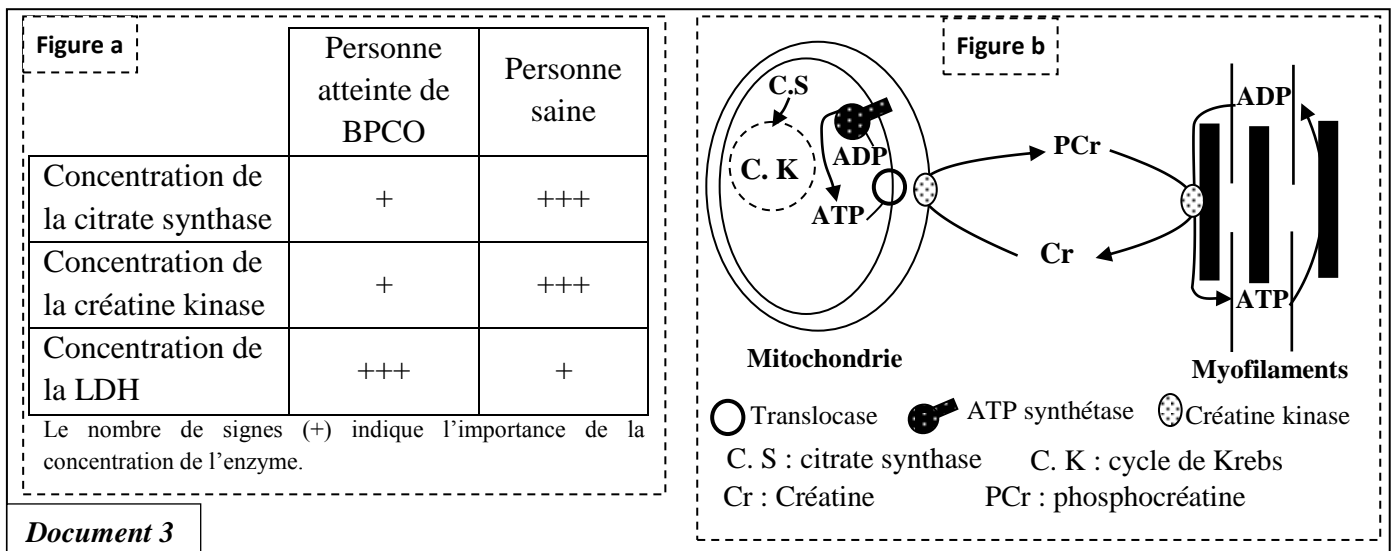 Figure a
Personne
atteinte de
BPCO
Personne
saine
Concentration de
la citrate synthase
+
+++
Concentration de
la créatine kinase
+
+++
Concentration de
la LDH
+++
+
Le nombre de signes (+) indique l'importance de la
concentration de l'enzyme.
Document 3
Figure b
C.S
C. K
ADP
ATP
PCr
Cr
ADP
ATP
Mitochondrie
Myofilaments
Translocase
ATP synthétase
Créatine kinase
C. S : citrate synthase
C. K : cycle de Krebs
Cr : Créatine
PCr : phosphocréatine